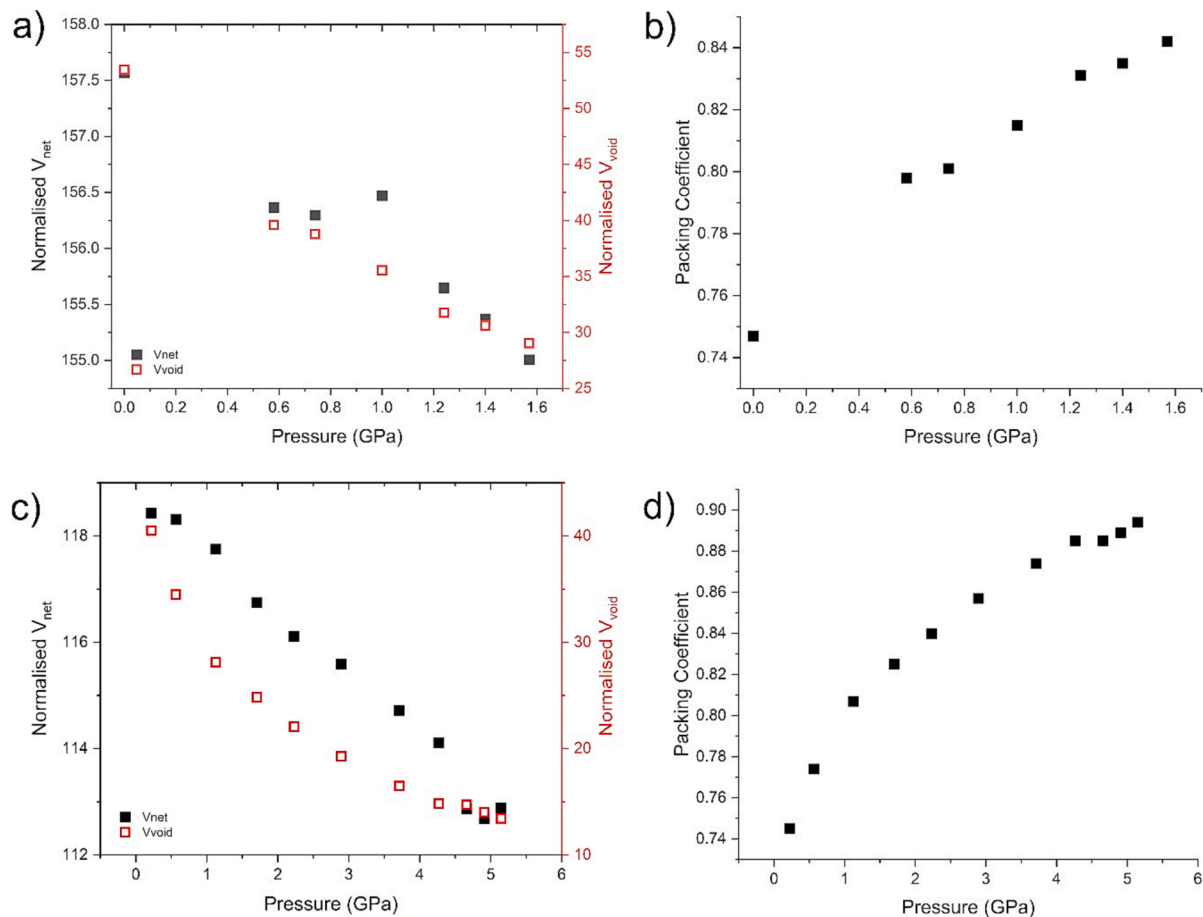 a)
158.0
157.5
157.0
156.5
156.0
155.5
155.0
Normalised Vnet
55
50
45
40
35
30
25
Normalised Vvoid
Vnet
Vvoid
0.0 0.2 0.4 0.6 0.8 1.0 1.2 1.4 1.6
Pressure (GPa)
b)
0.84
0.82
0.80
0.78
0.76
0.74
Packing Coefficient
0.0 0.2 0.4 0.6 0.8 1.0 1.2 1.4 1.6
Pressure (GPa)
c)
118
116
114
112
Normalised Vnet
40
30
20
10
Normalised Vvoid
Vnet
Vvoid
0 1 2 3 4 5 6
Pressure (GPa)
d)
0.90
0.88
0.86
0.84
0.82
0.80
0.78
0.76
0.74
Packing Coefficient
0 1 2 3 4 5 6
Pressure (GPa)